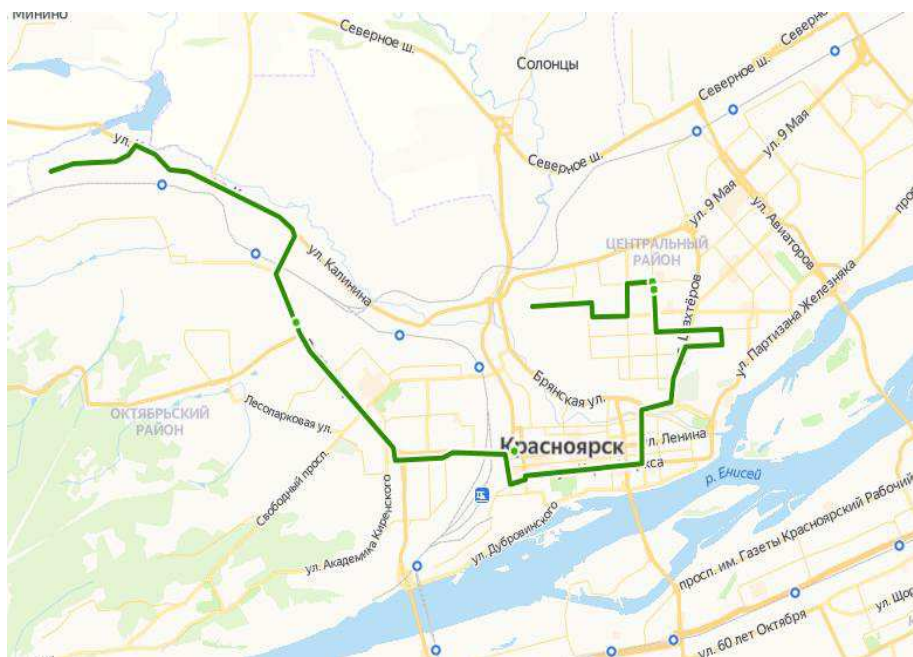 Минино
Северное ш.
Солонцы
Северное ш.
Северное ш.
ул. 9 Мая
ул. 9 Мая
ул. Авиаторов
ЦЕНТРАЛЬНЫЙ
РАЙОН
ул. Калинина
ул. Партизана Железняка
Брянская ул.
ОКТЯБРЬСКИЙ
РАЙОН
Лесопарковая ул.
Свободный просп.
Красноярск
ул. Ленина
р. Енисей
ул. Академика Киренского
ул. Дубровинского
просп. им. Газеты Красноярский Рабочий
ул. 60 лет Октября